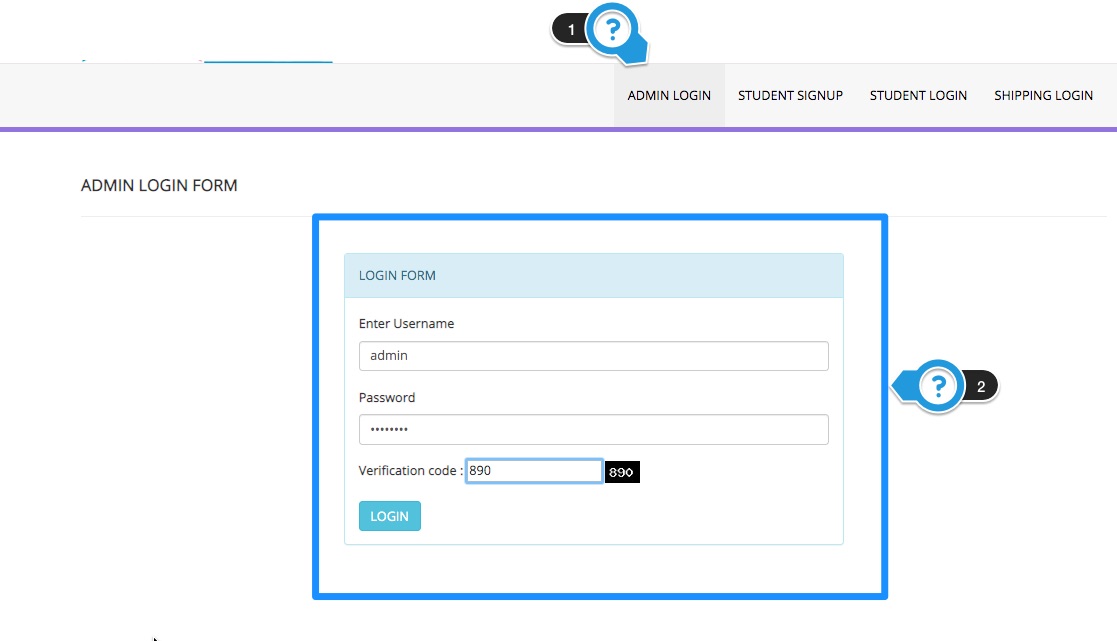 1 ?
ADMIN LOGIN STUDENT SIGNUP STUDENT LOGIN SHIPPING LOGIN
ADMIN LOGIN FORM
LOGIN FORM
Enter Username
admin
? 2
Password
••••••••
Verification code : 890 890
LOGIN